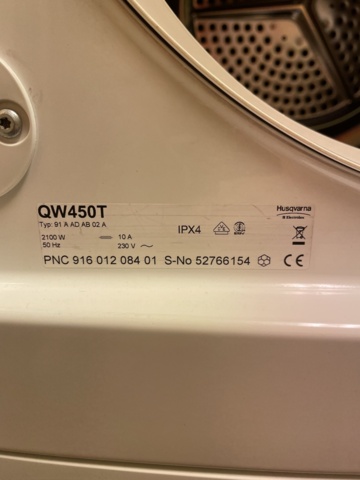 QW450T
Husqvarna
Electrolux
Typ: 91 A AD AB 02 A
2100 W 10 A IPX4
50 Hz 230 V ~
PNC 916 012 084 01 S-No 52766154 CE